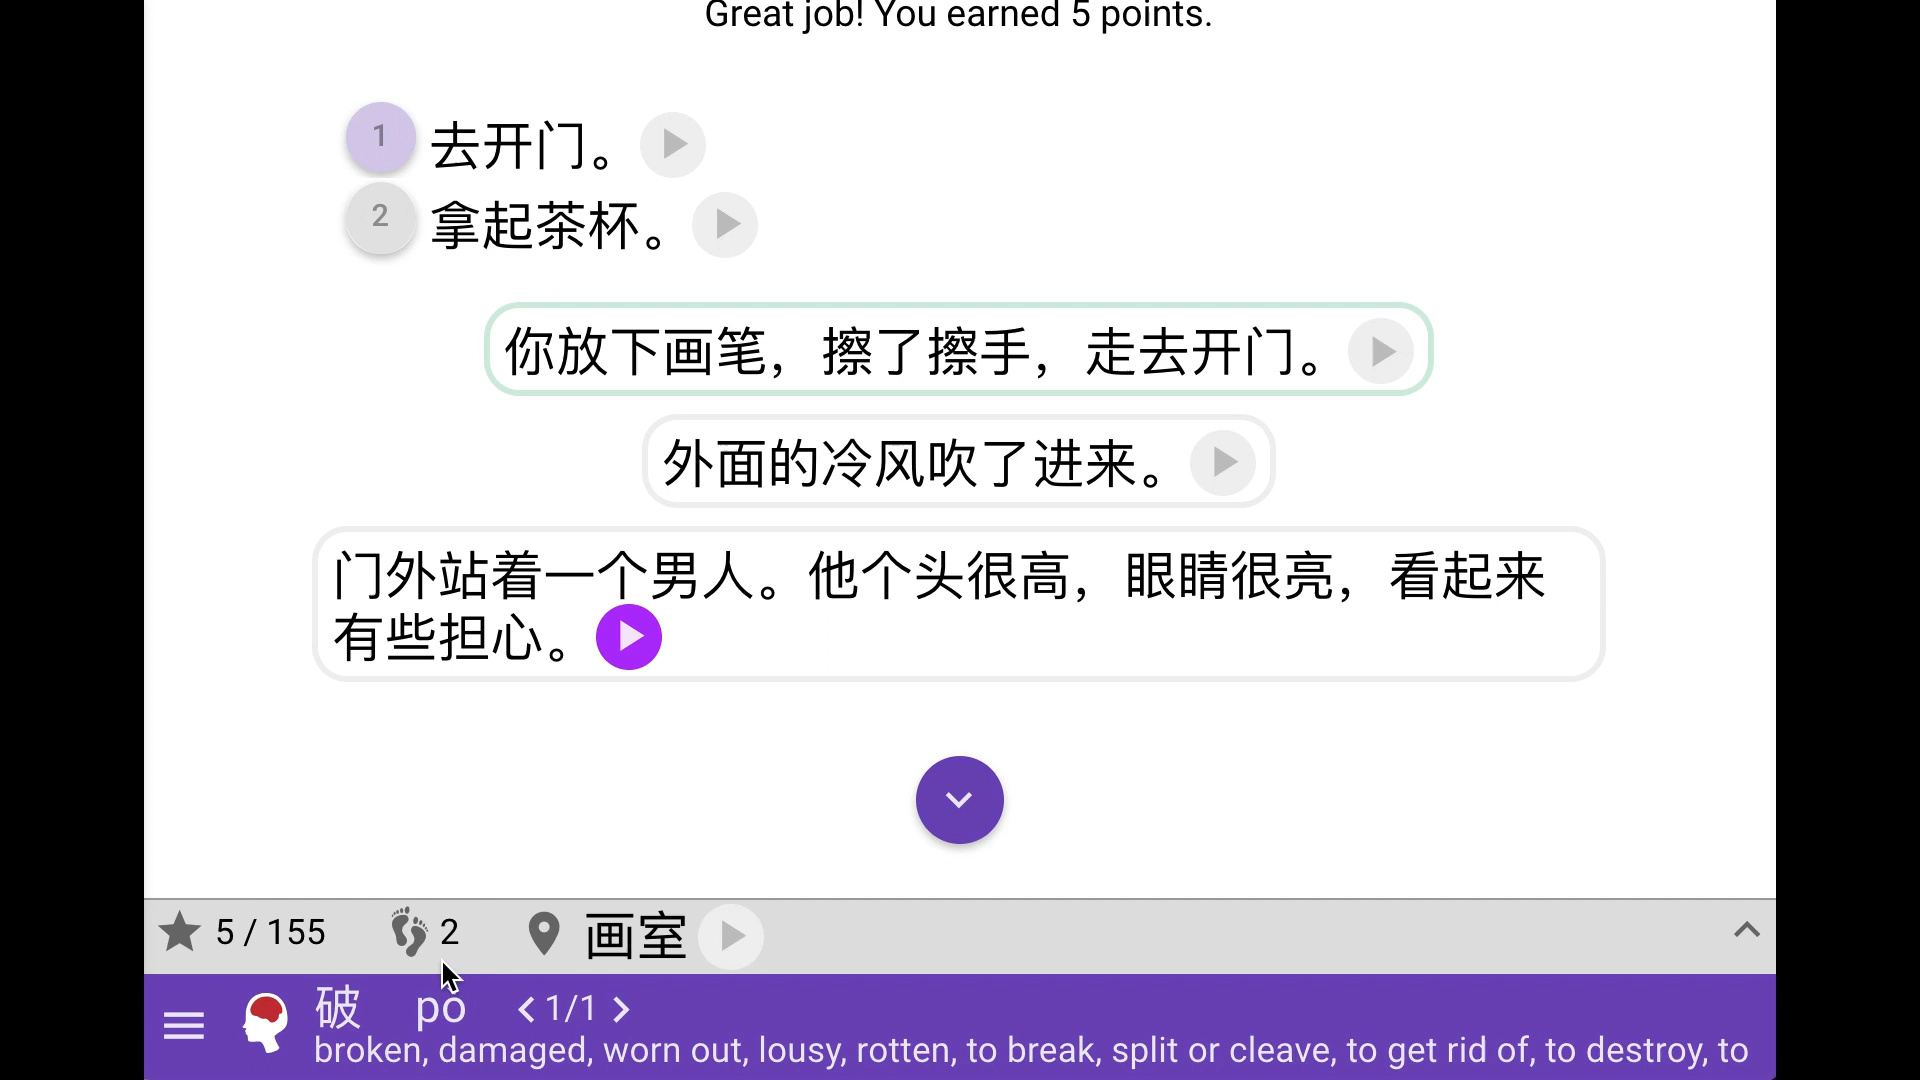 Great job! You earned 5 points.
1 去开门。
2 拿起茶杯。
你放下画笔，擦了擦手，走去开门。
外面的冷风吹了进来。
门外站着一个男人。他个头很高，眼睛很亮，看起来
有些担心。
5 / 155 2 画室
破 pò 1/1
broken, damaged, worn out, lousy, rotten, to break, split or cleave, to get rid of, to destroy, to